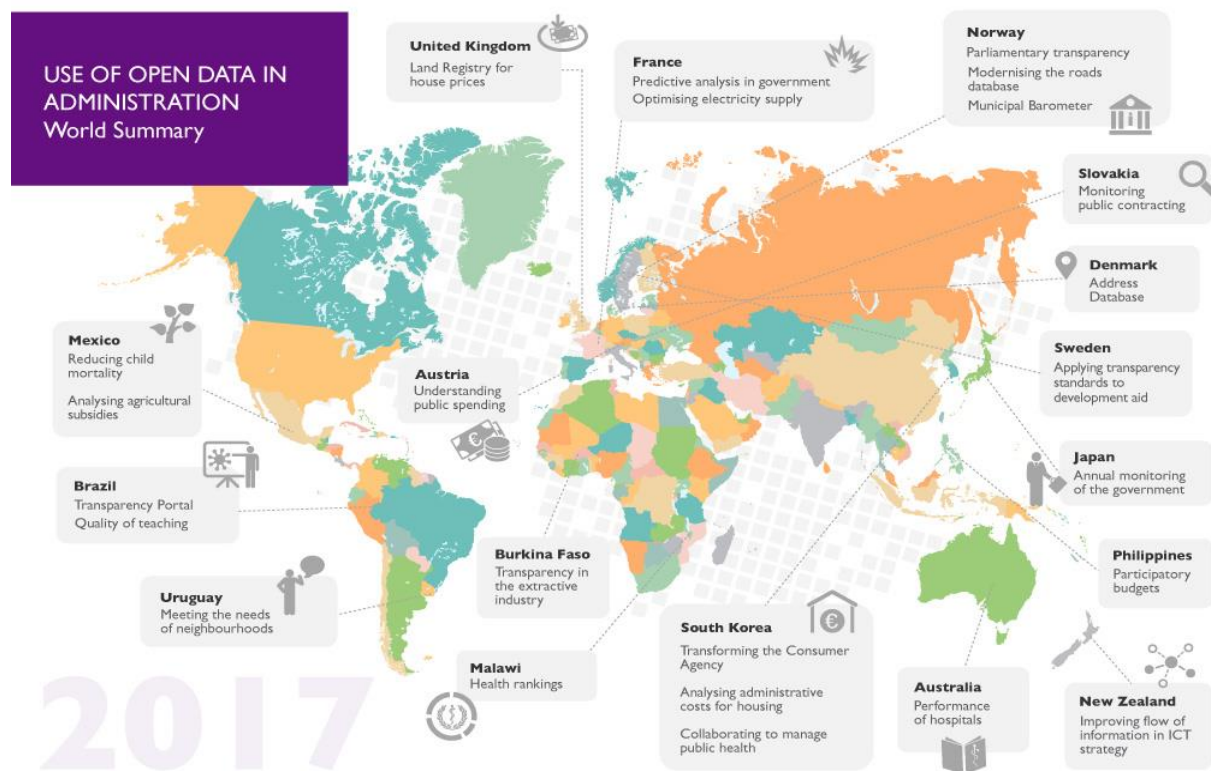 USE OF OPEN DATA IN
ADMINISTRATION
World Summary
United Kingdom
Land Registry for
house prices
France
Predictive analysis in government
Optimising electricity supply
Norway
Parliamentary transparency
Modernising the roads
database
Municipal Barometer
Slovakia
Monitoring
public contracting
Denmark
Address
Database
Mexico
Reducing child
mortality
Analysing agricultural
subsidies
Austria
Understanding
public spending
€
Sweden
Applying transparency
standards to
development aid
Brazil
Transparency Portal
Quality of teaching
Japan
Annual monitoring
of the government
Burkina Faso
Transparency in
the extractive
industry
Philippines
Participatory
budgets
Uruguay
Meeting the needs
of neighbourhoods
Malawi
Health rankings
South Korea
€
Transforming the Consumer
Agency
Analysing administrative
costs for housing
Collaborating to manage
public health
Australia
Performance
of hospitals
New Zealand
Improving flow of
information in ICT
strategy
2017